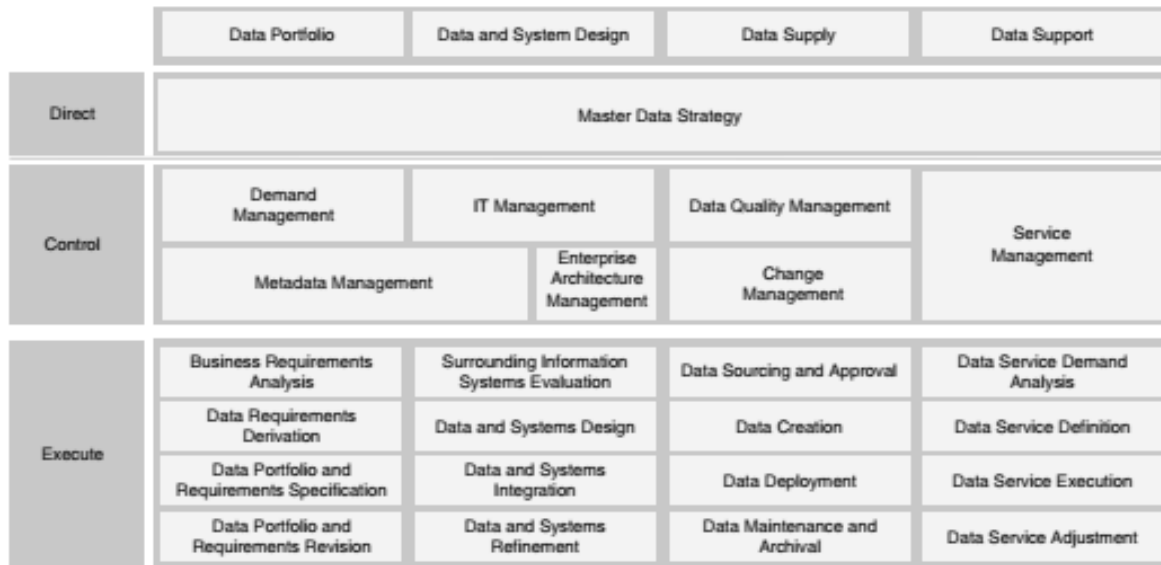 Data Portfolio
Data and System Design
Data Supply
Data Support
Direct
Master Data Strategy
Control
Demand
Management
IT Management
Data Quality Management
Service
Management
Metadata Management
Enterprise
Architecture
Management
Change
Management
Execute
Business Requirements
Analysis
Surrounding Information
Systems Evaluation
Data Sourcing and Approval
Data Service Demand
Analysis
Data Requirements
Derivation
Data and Systems Design
Data Creation
Data Service Definition
Data Portfolio and
Requirements Specification
Data and Systems
Integration
Data Deployment
Data Service Execution
Data Portfolio and
Requirements Revision
Data and Systems
Refinement
Data Maintenance and
Archival
Data Service Adjustment